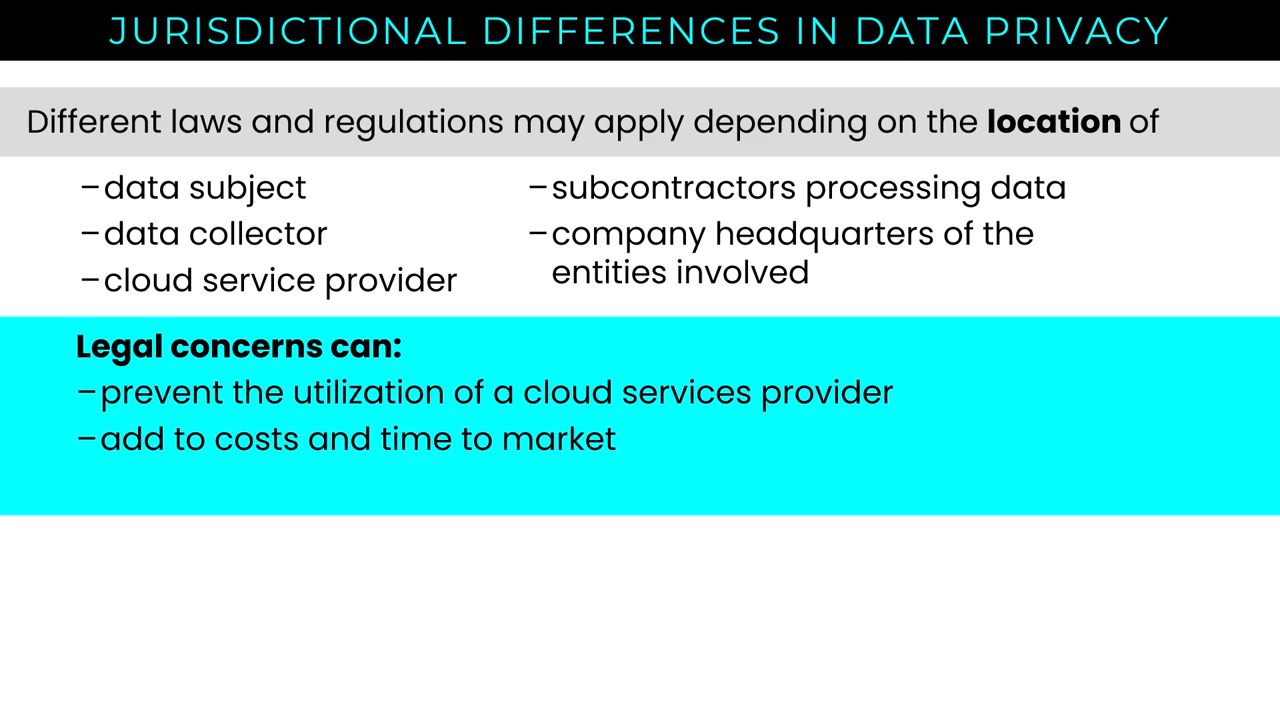 JURISDICTIONAL DIFFERENCES IN DATA PRIVACY
Different laws and regulations may apply depending on the location of
–data subject
–data collector
–cloud service provider
–subcontractors processing data
–company headquarters of the
entities involved
Legal concerns can:
–prevent the utilization of a cloud services provider
–add to costs and time to market